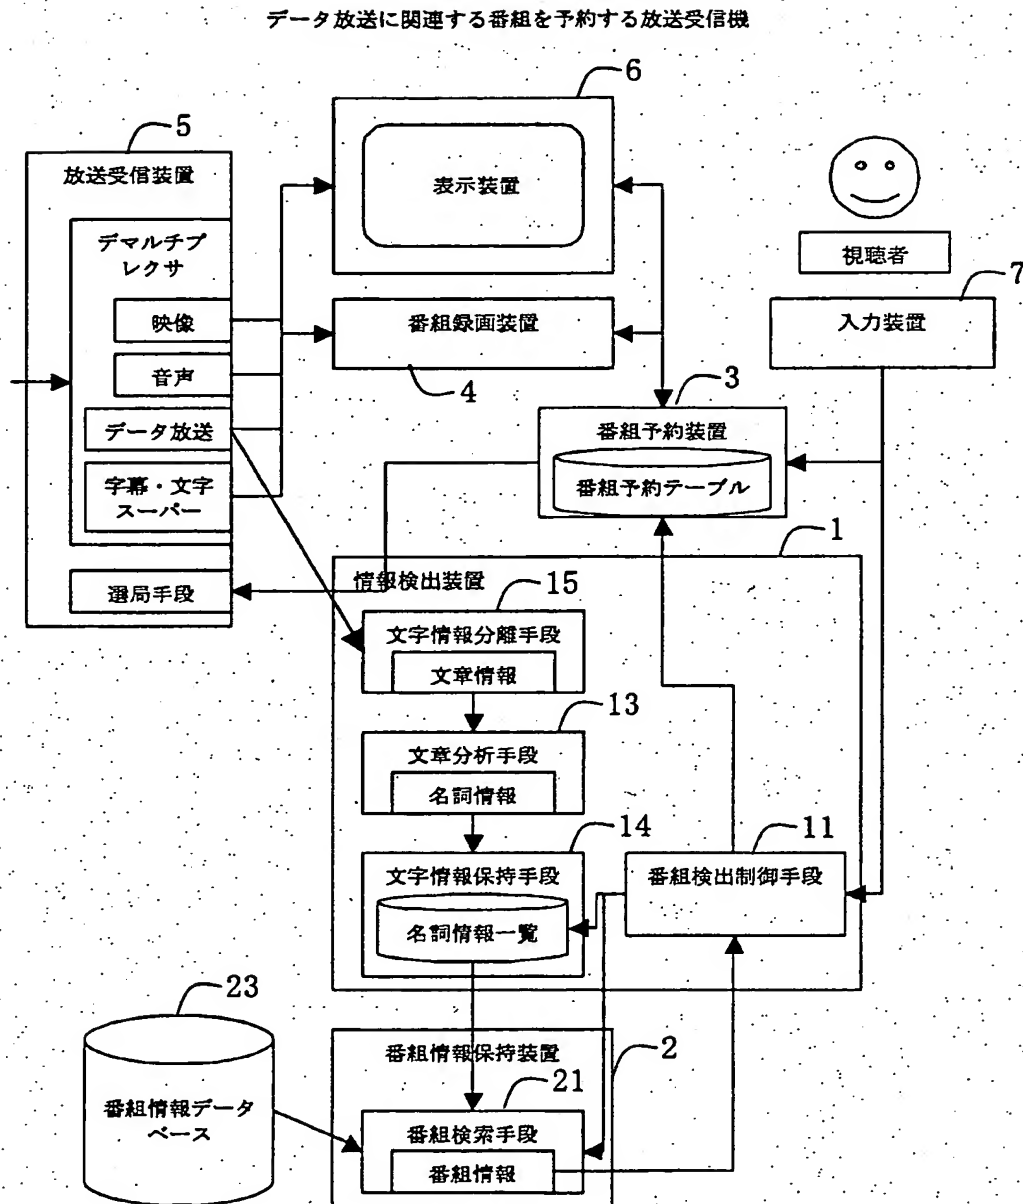 データ放送に関連する番組を予約する放送受信機
6
5
放送受信装置
表示装置
デマルチプ
レクサ
視聴者
7
映像
番組録画装置
入力装置
音声
4
3
データ放送
番組予約装置
字幕・文字
スーパー
番組予約テーブル
1
選局手段
情報検出装置
15
文字情報分離手段
文章情報
13
文章分析手段
名詞情報
14
11
文字情報保持手段
番組検出制御手段
名詞情報一覧
23
番組情報保持装置
2
21
番組情報データ
ベース
番組検索手段
番組情報